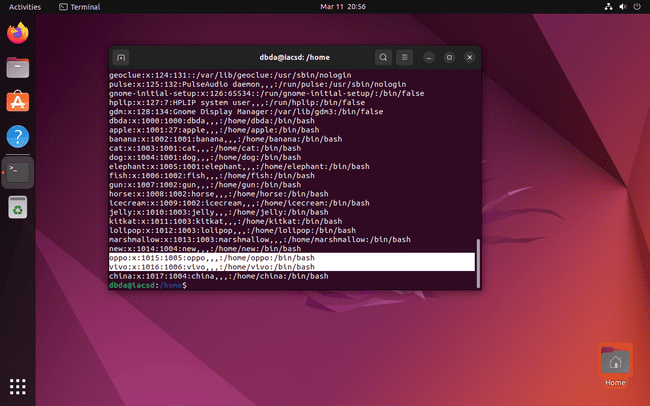 Activities
Terminal
Mar 11 20:56
dbda@iacsd: /home
geoclue:x:124:131::/var/lib/geoclue:/usr/sbin/nologin
pulse:x:125:132:PulseAudio daemon,,,:/run/pulse:/usr/sbin/nologin
gnome-initial-setup:x:126:65534::/run/gnome-initial-setup/:/bin/false
hplip:x:127:7:HPLIP system user,,,:/run/hplip:/bin/false
gdm:x:128:134:Gnome Display Manager:/var/lib/gdm3:/bin/false
dbda:x:1000:1000:dbda,,,:/home/dbda:/bin/bash
apple:x:1001:27:apple,,,:/home/apple:/bin/bash
banana:x:1002:1001:banana,,,:/home/banana:/bin/bash
cat:x:1003:1001:cat,,,:/home/cat:/bin/bash
dog:x:1004:1001:dog,,,:/home/dog:/bin/bash
elephant:x:1005:1001:elephant,,,:/home/elephant:/bin/bash
fish:x:1006:1002:fish,,,:/home/fish:/bin/bash
gun:x:1007:1002:gun,,,:/home/gun:/bin/bash
horse:x:1008:1002:horse,,,:/home/horse:/bin/bash
icecream:x:1009:1002:icecream,,,:/home/icecream:/bin/bash
jelly:x:1010:1003:jelly,,,:/home/jelly:/bin/bash
kitkat:x:1011:1003:kitkat,,,:/home/kitkat:/bin/bash
lolipop:x:1012:1003:lolipop,,,:/home/lolipop:/bin/bash
marshmallow:x:1013:1003:marshmallow,,,:/home/marshmallow:/bin/bash
new:x:1014:1004:new,,,:/home/new:/bin/bash
oppo:x:1015:1005:oppo,,,:/home/oppo:/bin/bash
vivo:x:1016:1006:vivo,,,:/home/vivo:/bin/bash
china:x:1017:1004:china,,,:/home/china:/bin/bash
dbda@iacsd:/home$
Home